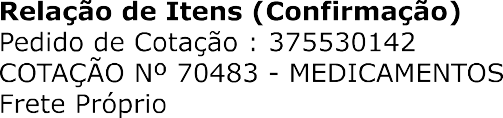 Relação de Itens (Confirmação)
Pedido de Cotação : 375530142
COTAÇÃO Nº 70483 - MEDICAMENTOS
Frete Próprio